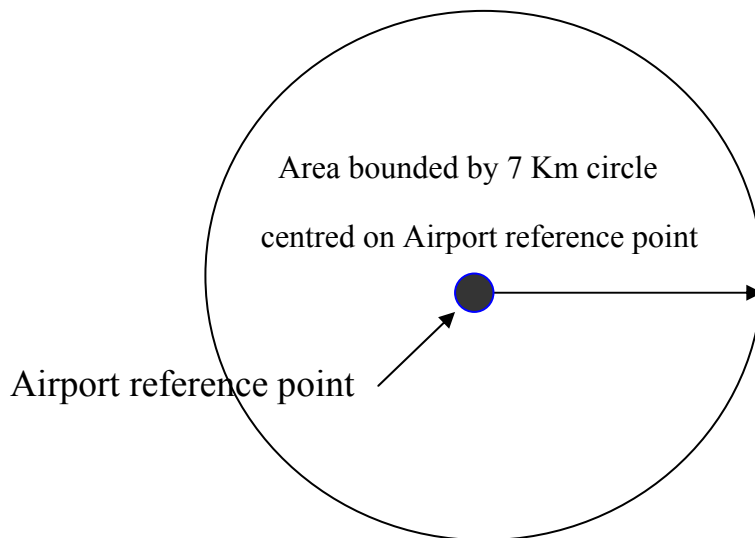 Area bounded by 7 Km circle
centred on Airport reference point
Airport reference point